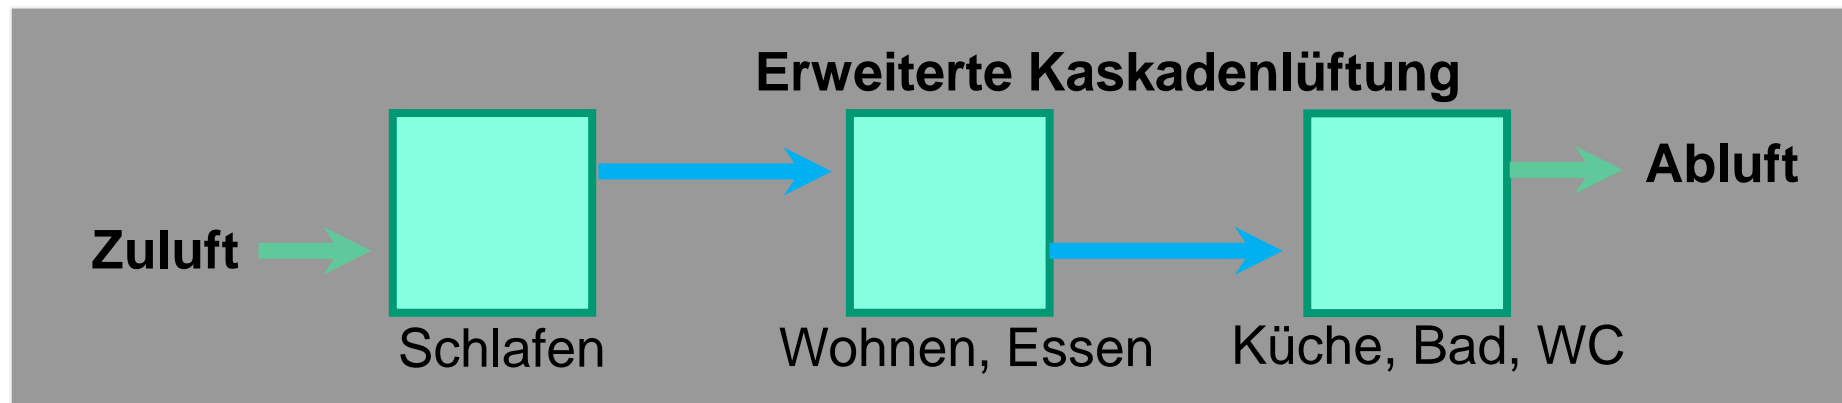 Erweiterte Kaskadenlüftung
Abluft
Zuluft
Schlafen
Wohnen, Essen
Küche, Bad, WC